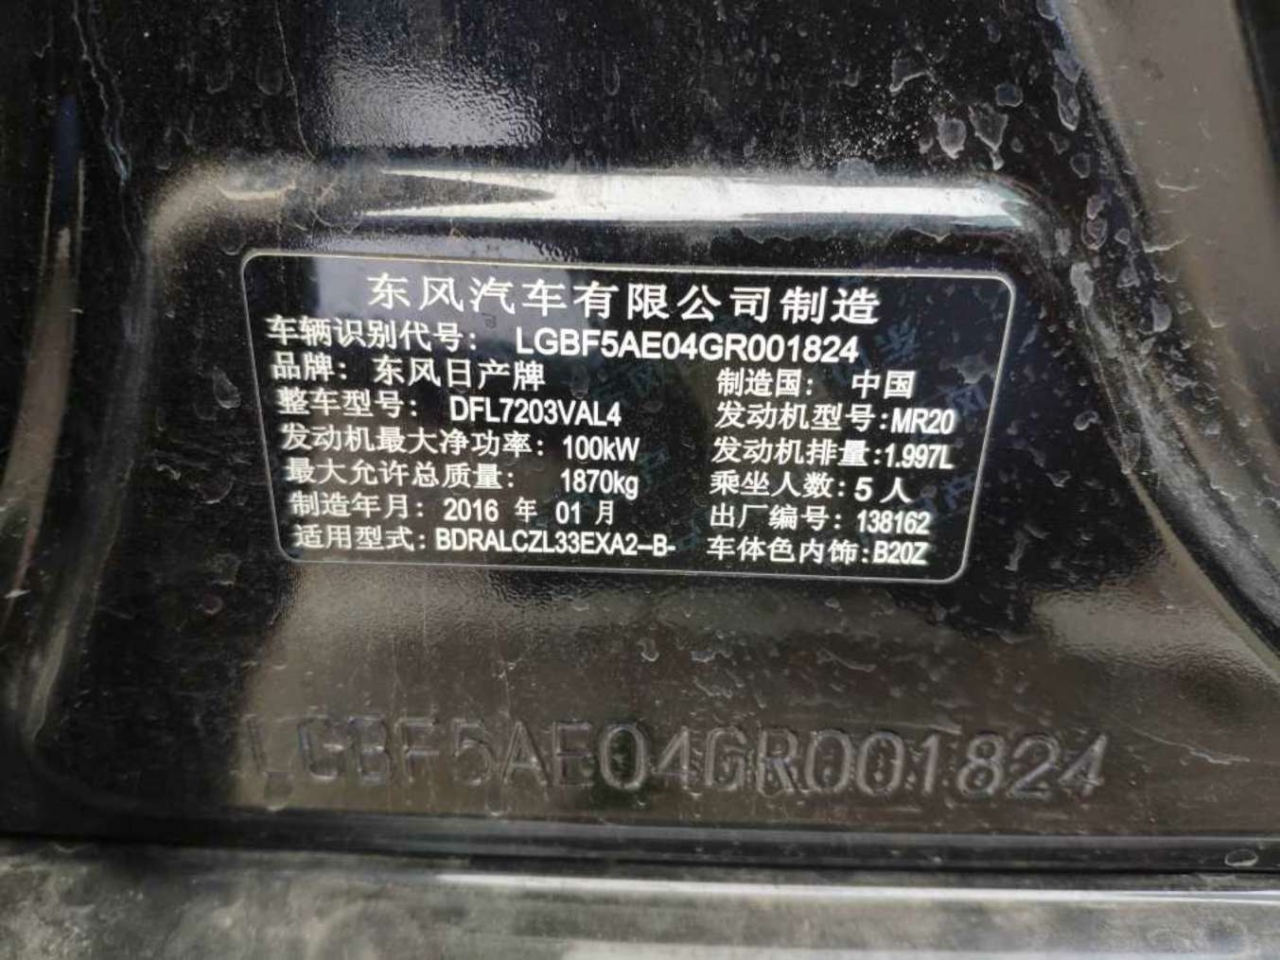 东风汽车有限公司制造
车辆识别代号: LGBF5AE04GR001824
品牌: 东风日产牌 制造国: 中国
整车型号: DFL7203VAL4 发动机型号:MR20
发动机最大净功率: 100kW 发动机排量:1.997L
最大允许总质量: 1870kg 乘坐人数: 5 人
制造年月: 2016 年 01 月 出厂编号: 138162
适用型式: BDRALCZL33EXA2-B- 车体色内饰:B20Z
LGBF5AE04GR001824